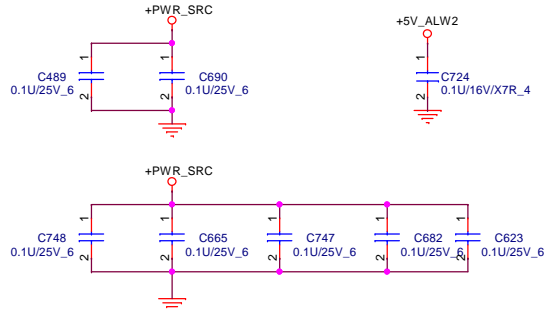 +PWR_SRC
+5V_ALW2
1
1
1
C489
0.1U/25V_6
C690
0.1U/25V_6
C724
0.1U/16V/X7R_4
2
2
2
+PWR_SRC
1
1
1
1
1
C748
0.1U/25V_6
C665
0.1U/25V_6
C747
0.1U/25V_6
C682
0.1U/25V_6
C623
0.1U/25V_6
2
2
2
2
2